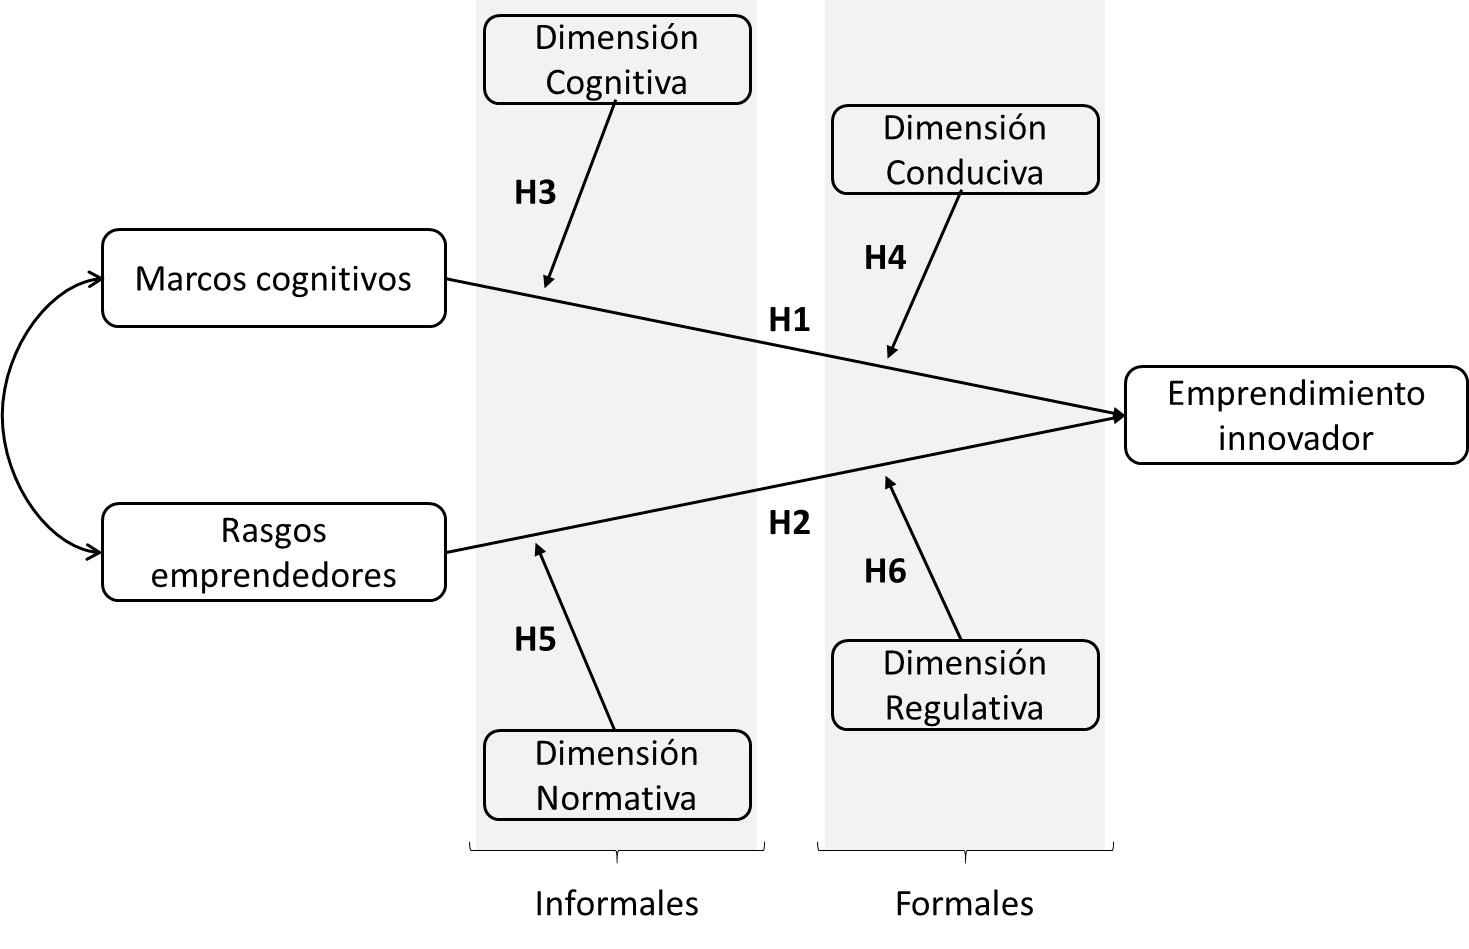 Dimensión
Cognitiva
Dimensión
Conduciva
H3
H4
Marcos cognitivos
H1
Emprendimiento
innovador
Rasgos
emprendedores
H2
H6
H5
Dimensión
Regulativa
Dimensión
Normativa
Informales
Formales